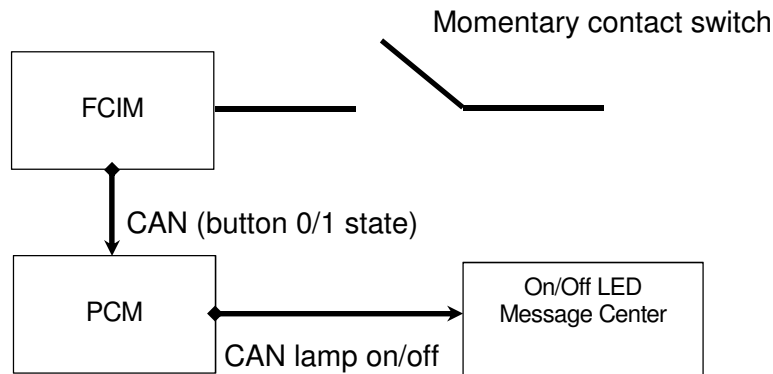 Momentary contact switch
FCIM
CAN (button 0/1 state)
PCM
On/Off LED
Message Center
CAN lamp on/off